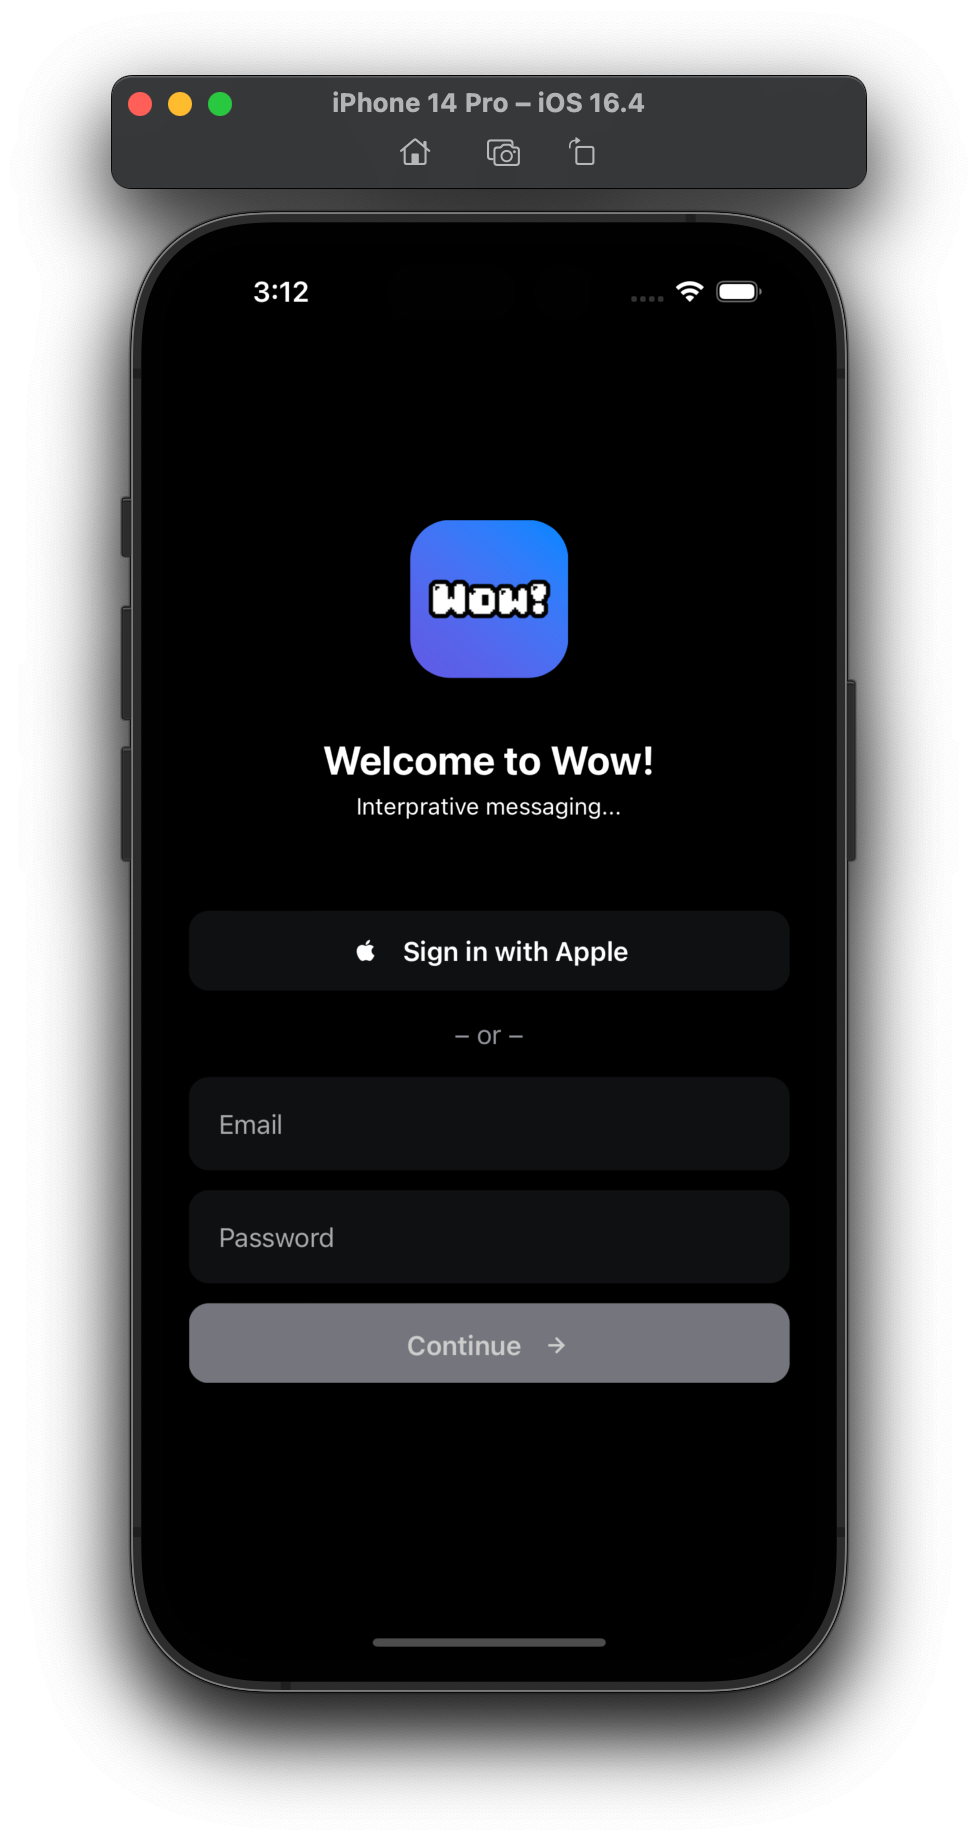 iPhone 14 Pro – iOS 16.4
3:12
Wow!
Welcome to Wow!
Interprative messaging...
Sign in with Apple
– or –
Email
Password
Continue →